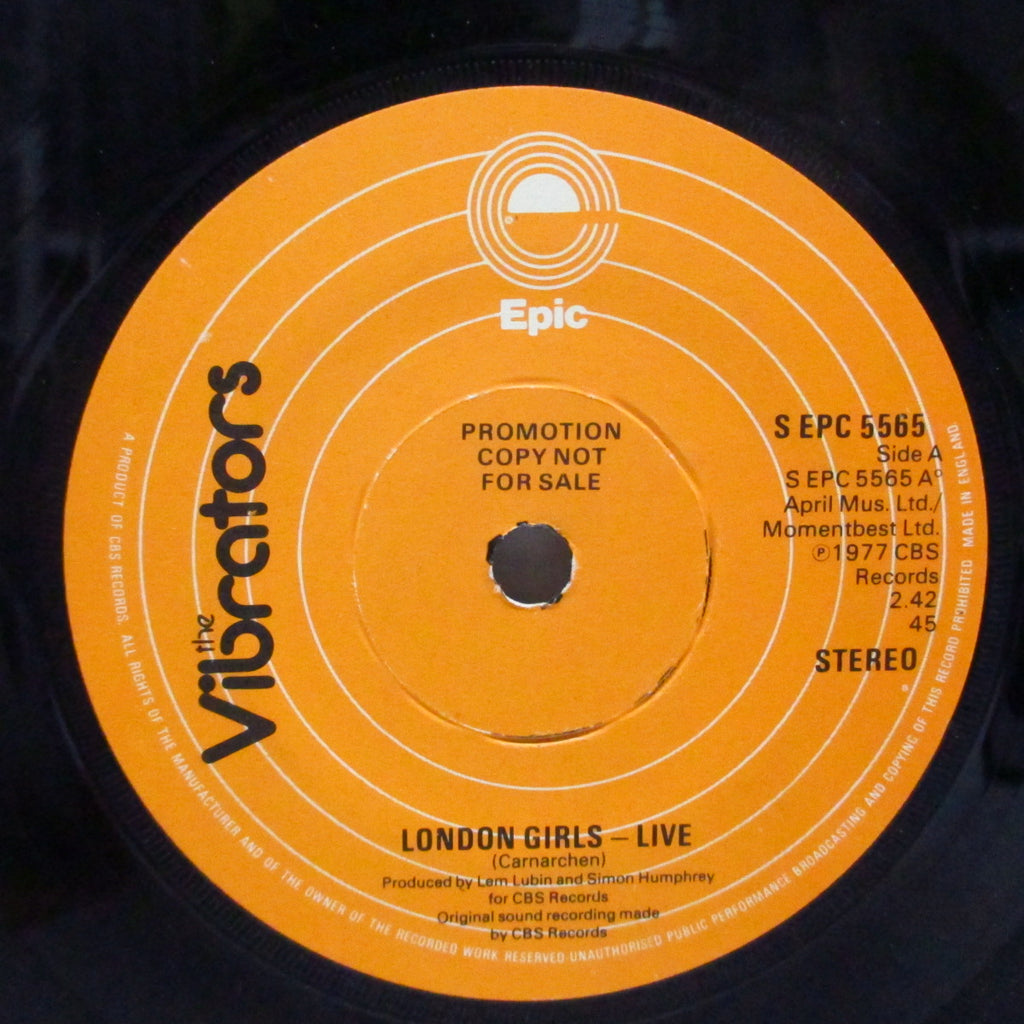 Epic
PROMOTION
COPY NOT
FOR SALE
the
Vibrators
S EPC 5565
Side A
S EPC 5565 A°
April Mus. Ltd./
Momentbest Ltd.
℗1977 CBS
Records
2.42
45
STEREO
LONDON GIRLS – LIVE
(Carnarchen)
Produced by Lem Lubin and Simon Humphrey
for CBS Records
Original sound recording made
by CBS Records
A PRODUCT OF CBS RECORDS. ALL RIGHTS OF THE MANUFACTURER AND OF THE OWNER OF THE RECORDED WORK RESERVED UNAUTHORISED PUBLIC PERFORMANCE BROADCASTING AND COPYING OF THIS RECORD PROHIBITED MADE IN ENGLAND.